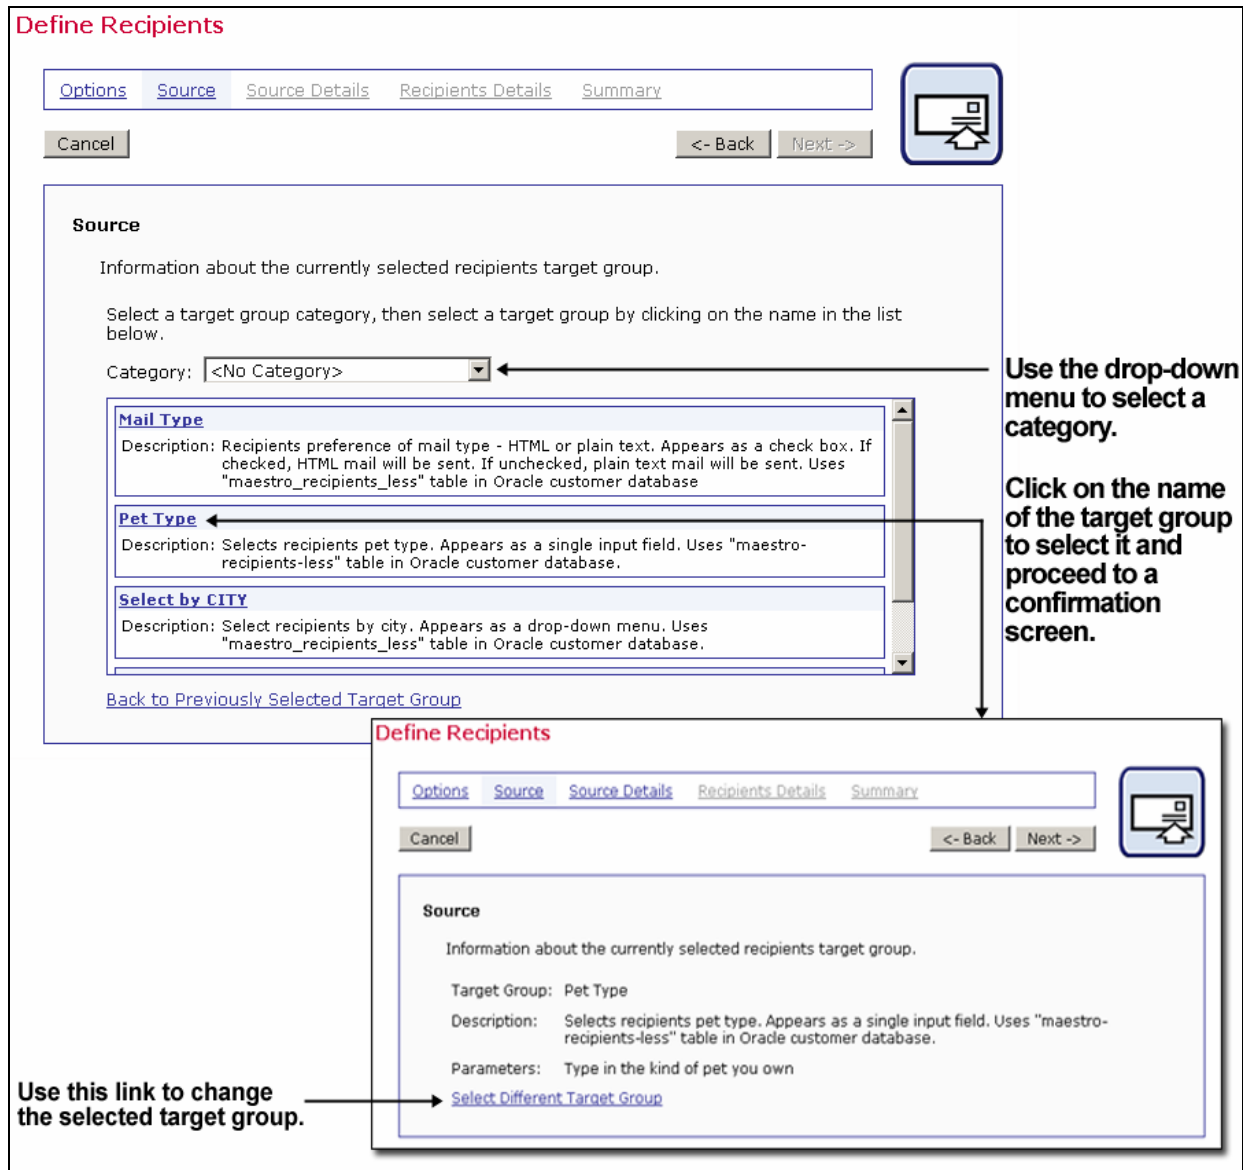 Define Recipients
Options Source Source Details Recipients Details Summary
Cancel <- Back Next ->
Source
Information about the currently selected recipients target group.
Select a target group category, then select a target group by clicking on the name in the list
below.
Category: <No Category>
Mail Type
Description: Recipients preference of mail type - HTML or plain text. Appears as a check box. If
checked, HTML mail will be sent. If unchecked, plain text mail will be sent. Uses
"maestro_recipients_less" table in Oracle customer database
Pet Type
Description: Selects recipients pet type. Appears as a single input field. Uses "maestro-
recipients-less" table in Oracle customer database.
Select by CITY
Description: Select recipients by city. Appears as a drop-down menu. Uses
"maestro_recipients_less" table in Oracle customer database.
Back to Previously Selected Target Group
Use the drop-down
menu to select a
category.
Click on the name
of the target group
to select it and
proceed to a
confirmation
screen.
Define Recipients
Options Source Source Details Recipients Details Summary
Cancel <- Back Next ->
Source
Information about the currently selected recipients target group.
Target Group: Pet Type
Description: Selects recipients pet type. Appears as a single input field. Uses "maestro-
recipients-less" table in Oracle customer database.
Parameters: Type in the kind of pet you own
Select Different Target Group
Use this link to change
the selected target group.